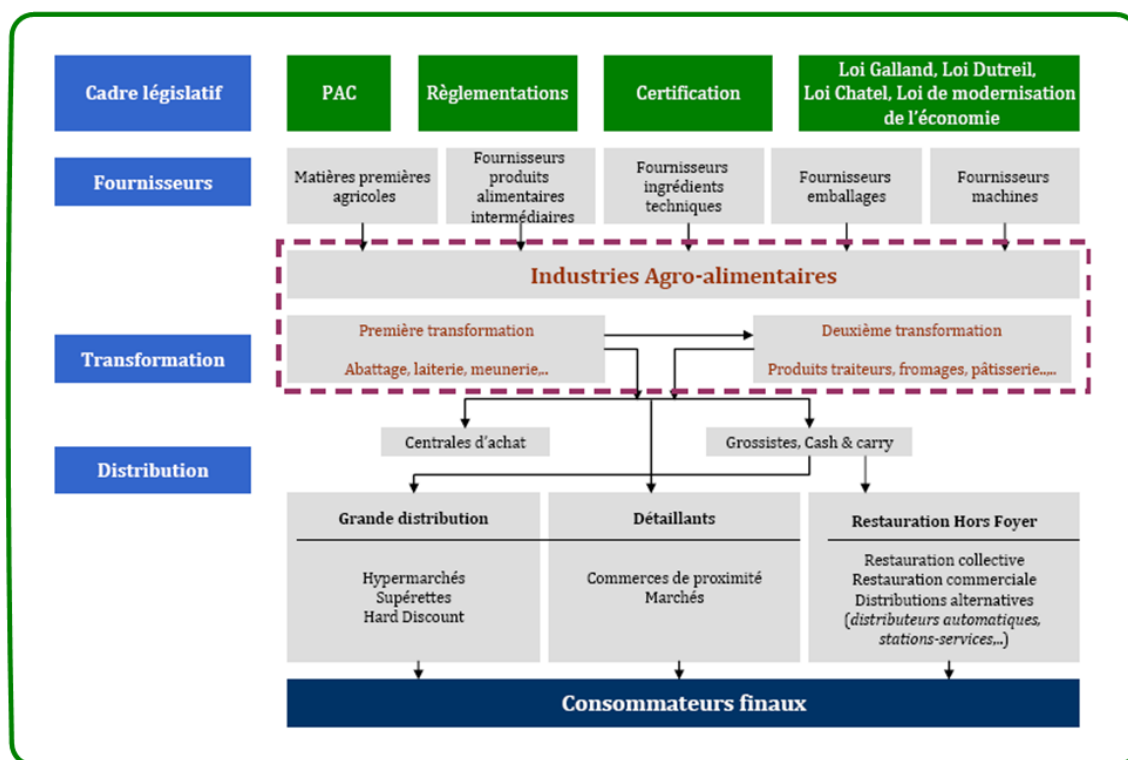 Cadre législatif
PAC
Règlementations
Certification
Loi Galland, Loi Dutreil,
Loi Chatel, Loi de modernisation
de l'économie
Fournisseurs
Matières premières
agricoles
Fournisseurs
produits
alimentaires
intermédiaires
Fournisseurs
ingrédients
techniques
Fournisseurs
emballages
Fournisseurs
machines
Industries Agro-alimentaires
Transformation
Première transformation
Abattage, laiterie, meunerie,..
Deuxième transformation
Produits traiteurs, fromages, pâtisserie..,..
Distribution
Centrales d'achat
Grossistes, Cash & carry
Grande distribution
Hypermarchés
Supérettes
Hard Discount
Détaillants
Commerces de proximité
Marchés
Restauration Hors Foyer
Restauration collective
Restauration commerciale
Distributions alternatives
(distributeurs automatiques,
stations-services,..)
Consommateurs finaux